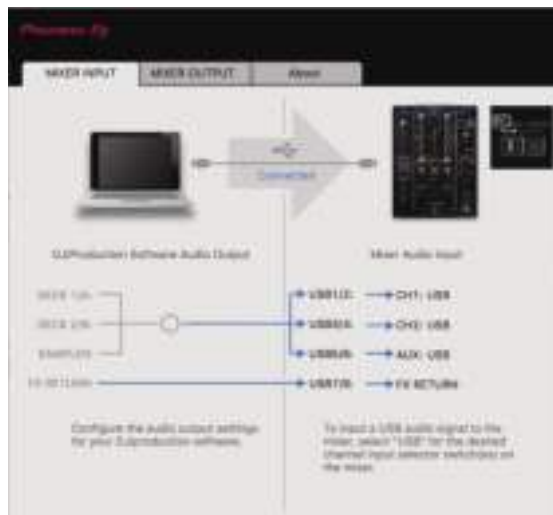 Pioneer Dj
MIXER INPUT
MIXER OUTPUT
About
Connected
DJ/Production Software Audio Output
Mixer Audio Input
DECK 1/A
DECK 2/B
SAMPLER
FX RETURN
USB1/2
USB3/4
USB5/6
USB7/8
CH1: USB
CH2: USB
AUX: USB
FX RETURN
Configure the audio output settings
for your DJ/production software.
To input a USB audio signal to the
mixer, select "USB" for the desired
channel input selector switch(es) on
the mixer.